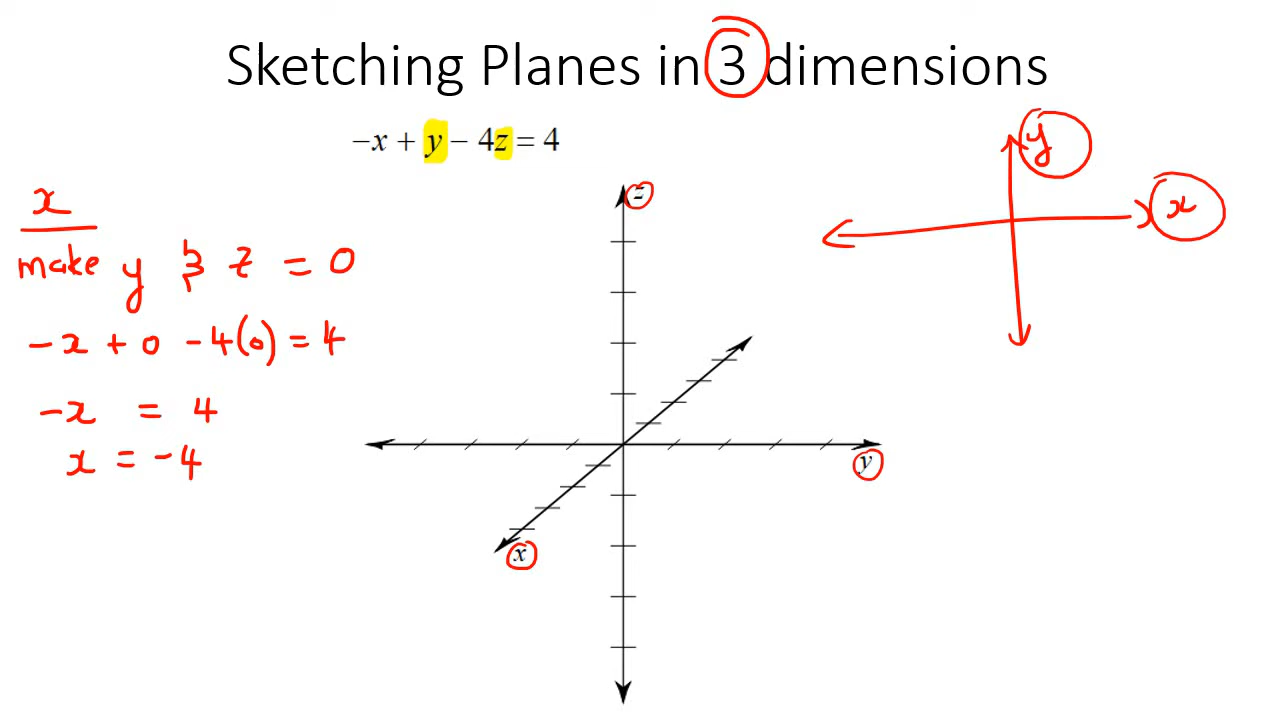 Sketching Planes in 3 dimensions
−x + y − 4z = 4
x
make y & z = 0
-x + 0 - 4(0) = 4
-x = 4
x = -4
z
y
x
y
x